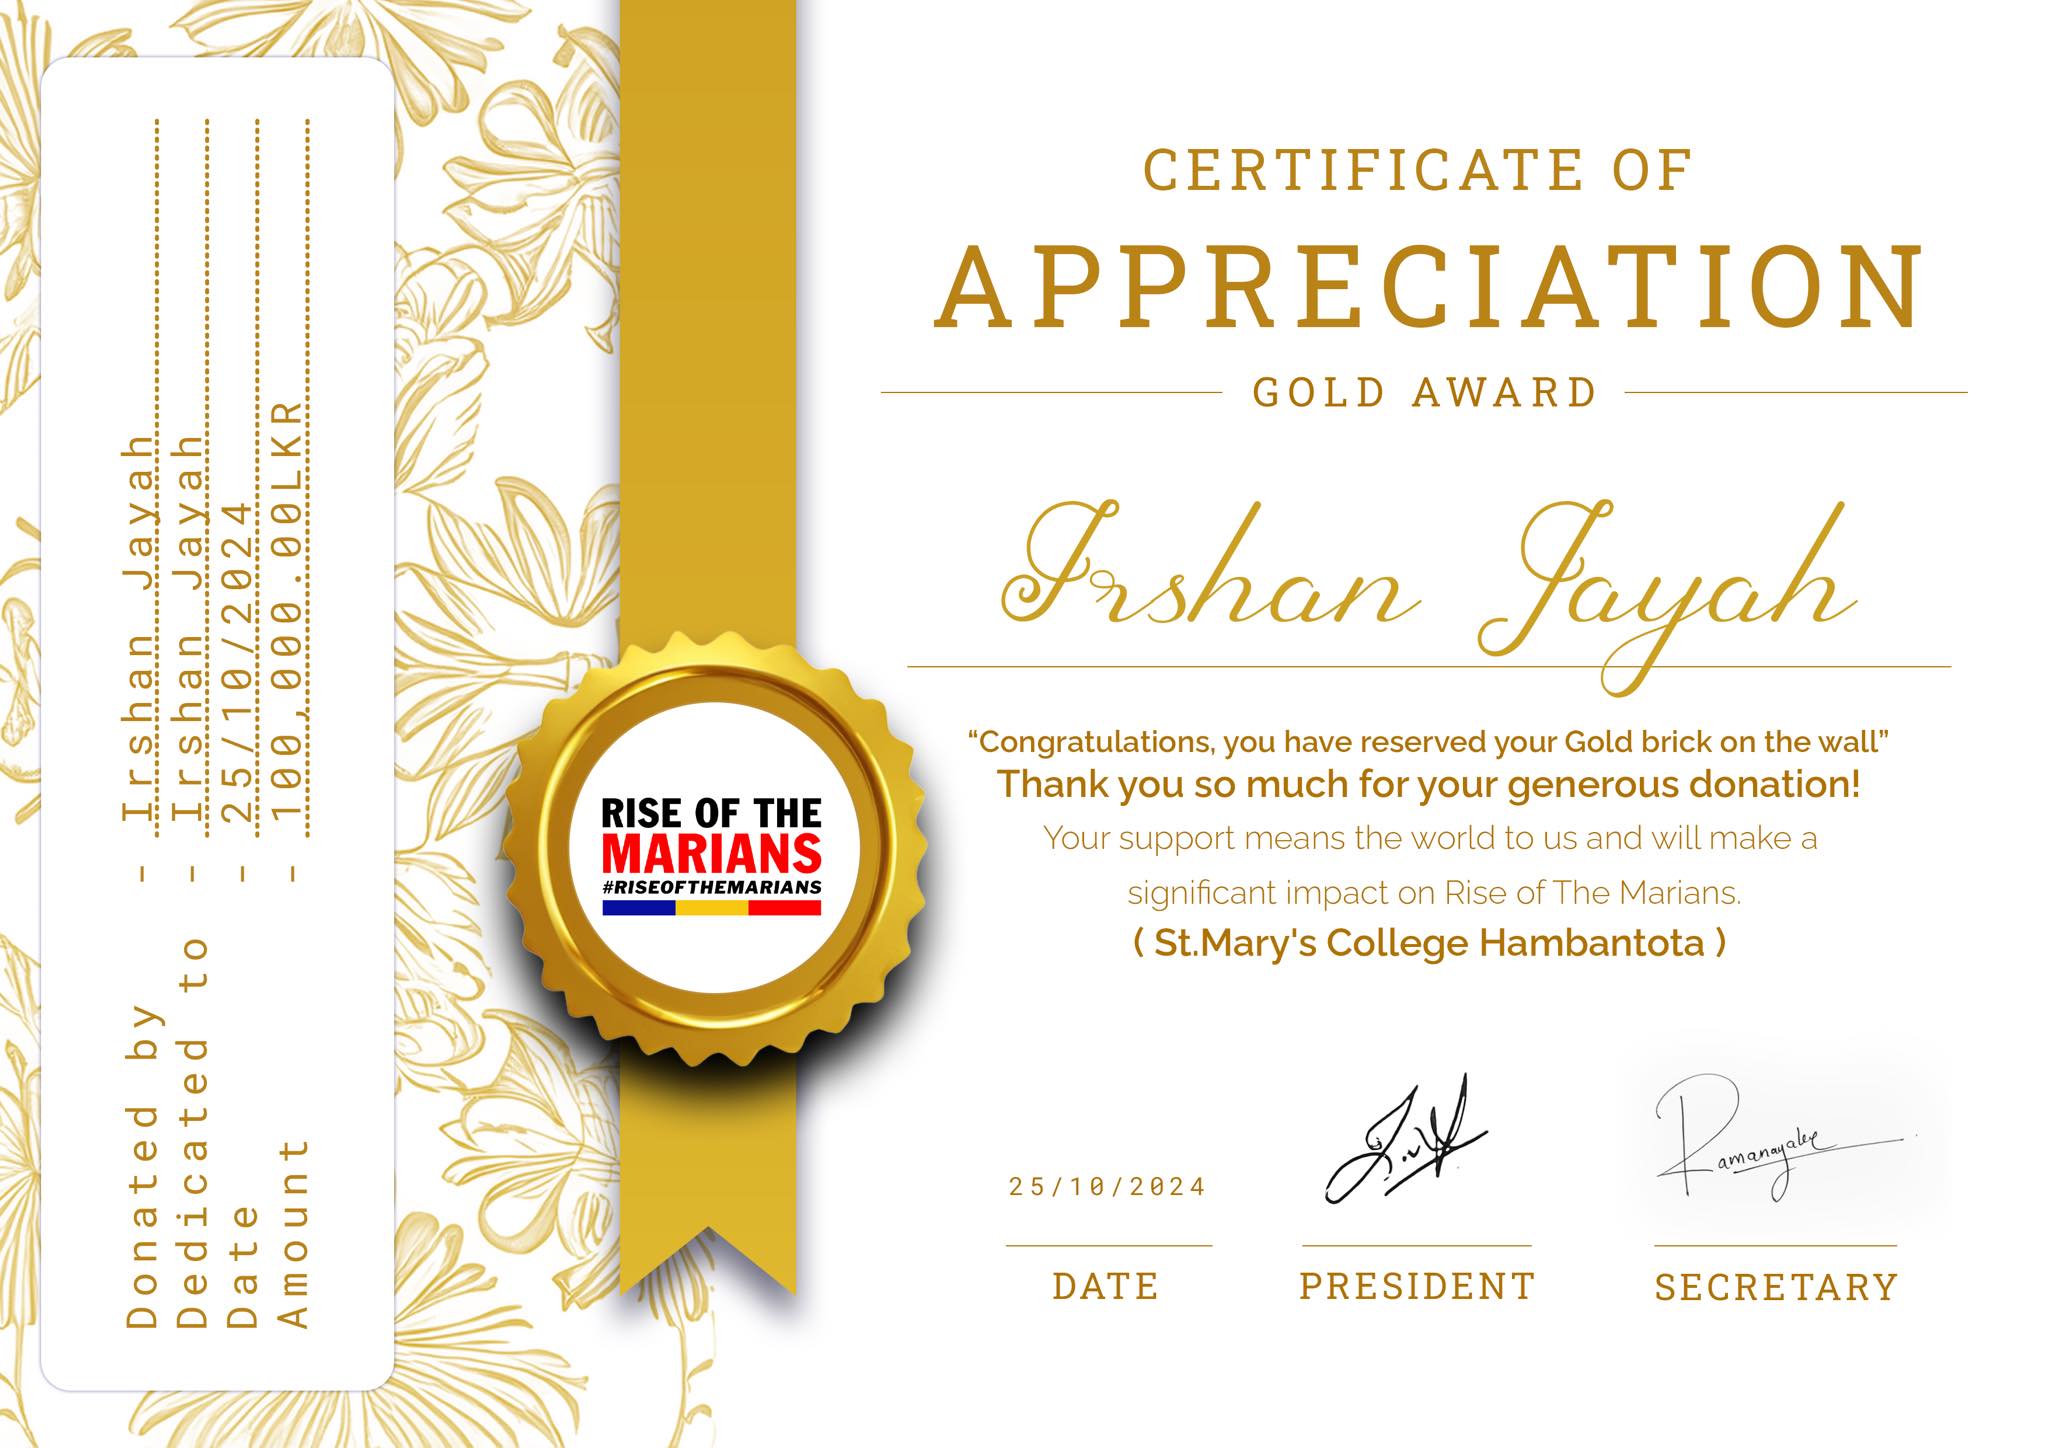 Donated by - Irshan Jayah
Dedicated to - Irshan Jayah
Date - 25/10/2024
Amount - 100,000.00LKR
RISE OF THE
MARIANS
#RISEOFTHEMARIANS
CERTIFICATE OF
APPRECIATION
GOLD AWARD
Irshan Jayah
“Congratulations, you have reserved your Gold brick on the wall”
Thank you so much for your generous donation!
Your support means the world to us and will make a
significant impact on Rise of The Marians.
( St.Mary's College Hambantota )
25/10/2024
DATE
PRESIDENT
SECRETARY